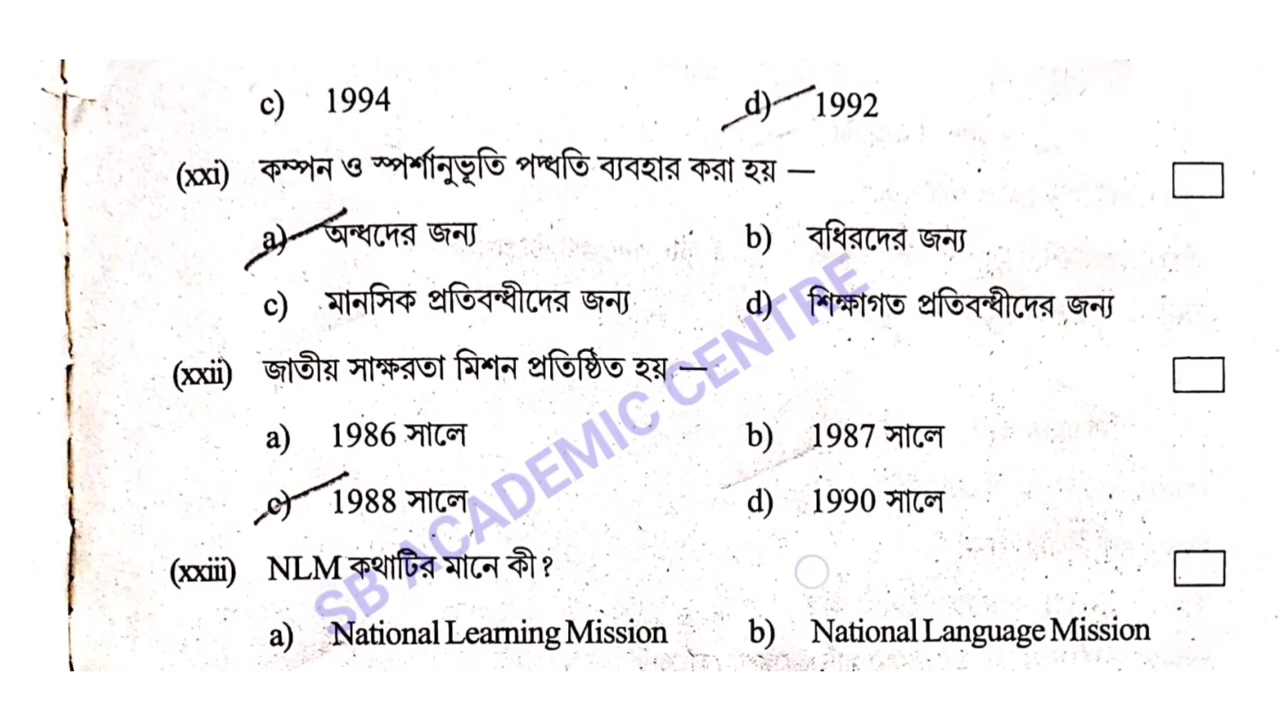 c) 1994 d) 1992
(xxi) কম্পন ও স্পর্শানুভূতি পদ্ধতি ব্যবহার করা হয় —
a) অন্ধদের জন্য b) বধিরদের জন্য
c) মানসিক প্রতিবন্ধীদের জন্য d) শিক্ষাগত প্রতিবন্ধীদের জন্য
(xxii) জাতীয় সাক্ষরতা মিশন প্রতিষ্ঠিত হয় —
a) 1986 সালে b) 1987 সালে
c) 1988 সালে d) 1990 সালে
(xxiii) NLM কথাটির মানে কী ?
a) National Learning Mission b) National Language Mission
SB ACADEMIC CENTRE